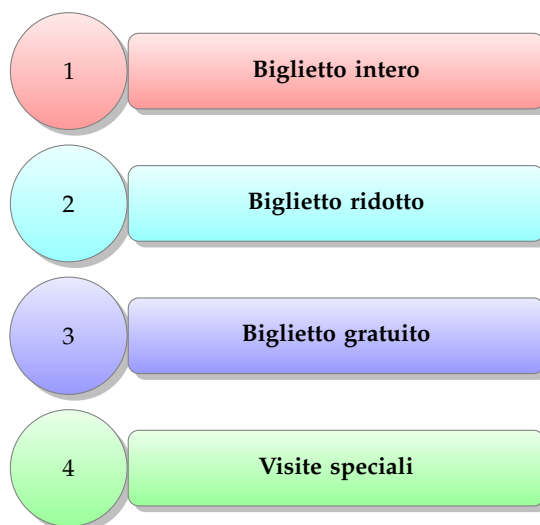 1 Biglietto intero
2 Biglietto ridotto
3 Biglietto gratuito
4 Visite speciali